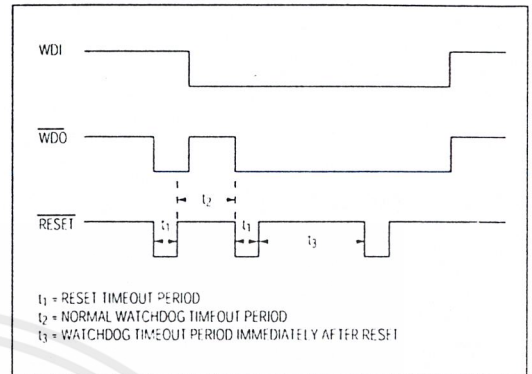 WDI
WDO
t₂
RESET
t₁
t₁
t₃
t₁ = RESET TIMEOUT PERIOD
t₂ = NORMAL WATCHDOG TIMEOUT PERIOD
t₃ = WATCHDOG TIMEOUT PERIOD IMMEDIATELY AFTER RESET